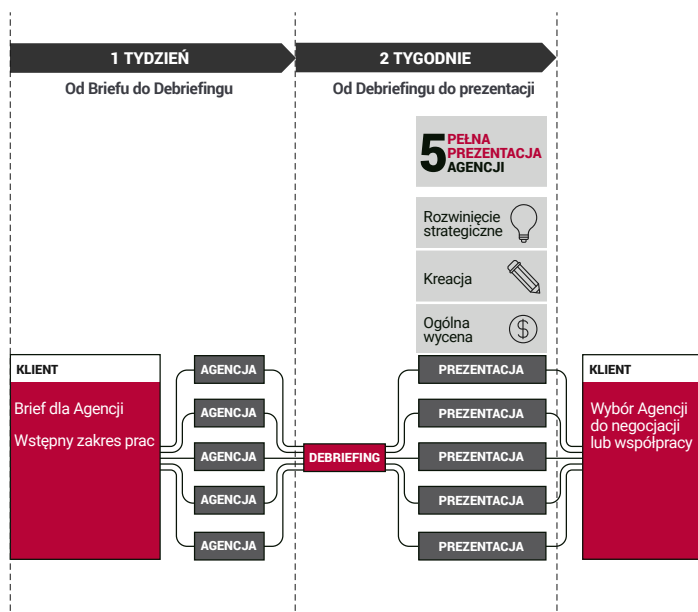 1 TYDZIEŃ
2 TYGODNIE
Od Briefu do Debriefingu
Od Debriefingu do prezentacji
5 PEŁNA
PREZENTACJA
AGENCJI
Rozwinięcie
strategiczne
Kreacja
Ogólna
wycena
$
KLIENT
Brief dla Agencji
Wstępny zakres prac
AGENCJA
AGENCJA
AGENCJA
AGENCJA
AGENCJA
DEBRIEFING
PREZENTACJA
PREZENTACJA
PREZENTACJA
PREZENTACJA
PREZENTACJA
KLIENT
Wybór Agencji
do negocjacji
lub współpracy